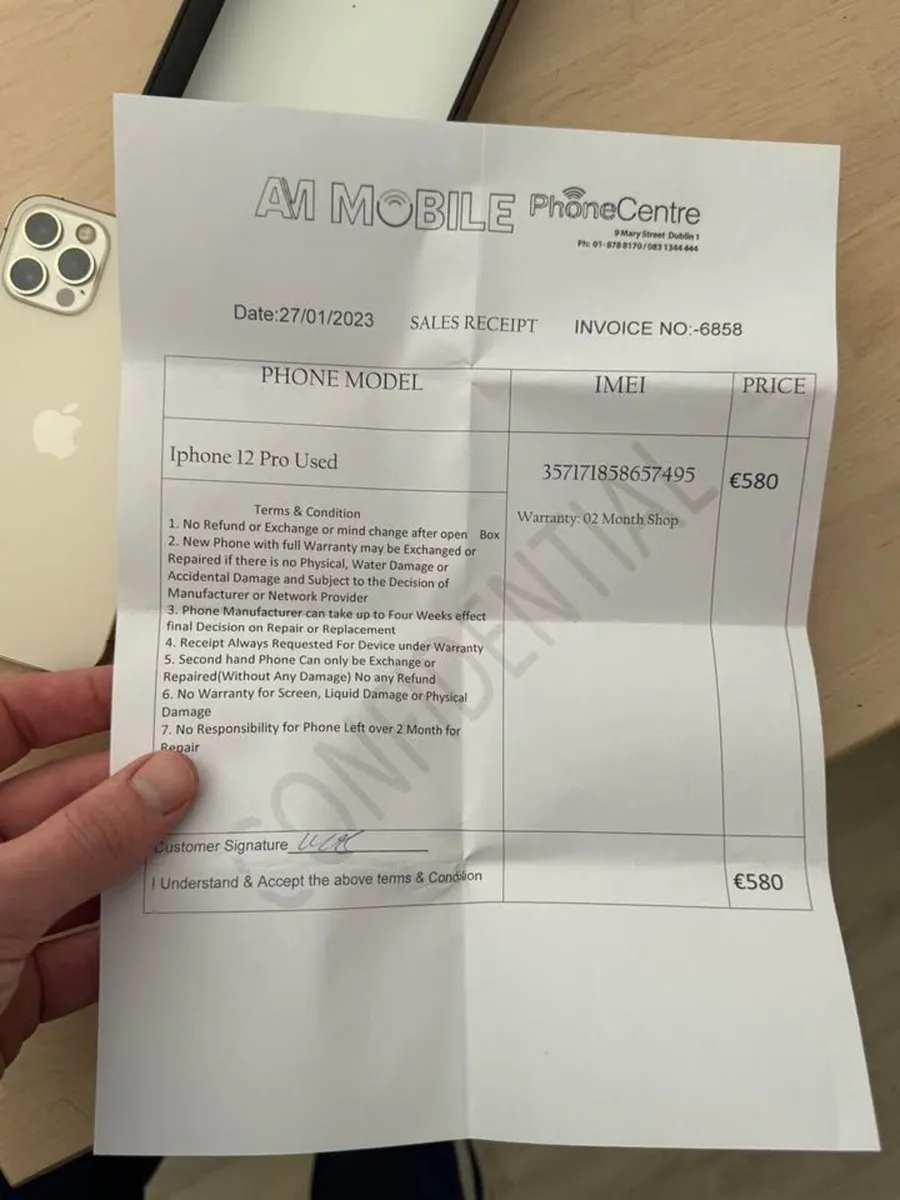 AM MOBILE PhoneCentre
9 Mary Street Dublin 1
Ph: 01-878 8170 / 083 1344 444
Date:27/01/2023 SALES RECEIPT INVOICE NO:-6858
PHONE MODEL IMEI PRICE
Iphone 12 Pro Used 357171858657495 €580
Warranty: 02 Month Shop
Terms & Condition
1. No Refund or Exchange or mind change after open Box
2. New Phone with full Warranty may be Exchanged or
Repaired if there is no Physical, Water Damage or
Accidental Damage and Subject to the Decision of
Manufacturer or Network Provider
3. Phone Manufacturer can take up to Four Weeks effect
final Decision on Repair or Replacement
4. Receipt Always Requested For Device under Warranty
5. Second hand Phone Can only be Exchange or
Repaired(Without Any Damage) No any Refund
6. No Warranty for Screen, Liquid Damage or Physical
Damage
7. No Responsibility for Phone Left over 2 Month for
Repair
CONFIDENTIAL
Customer Signature
I Understand & Accept the above terms & Condition €580